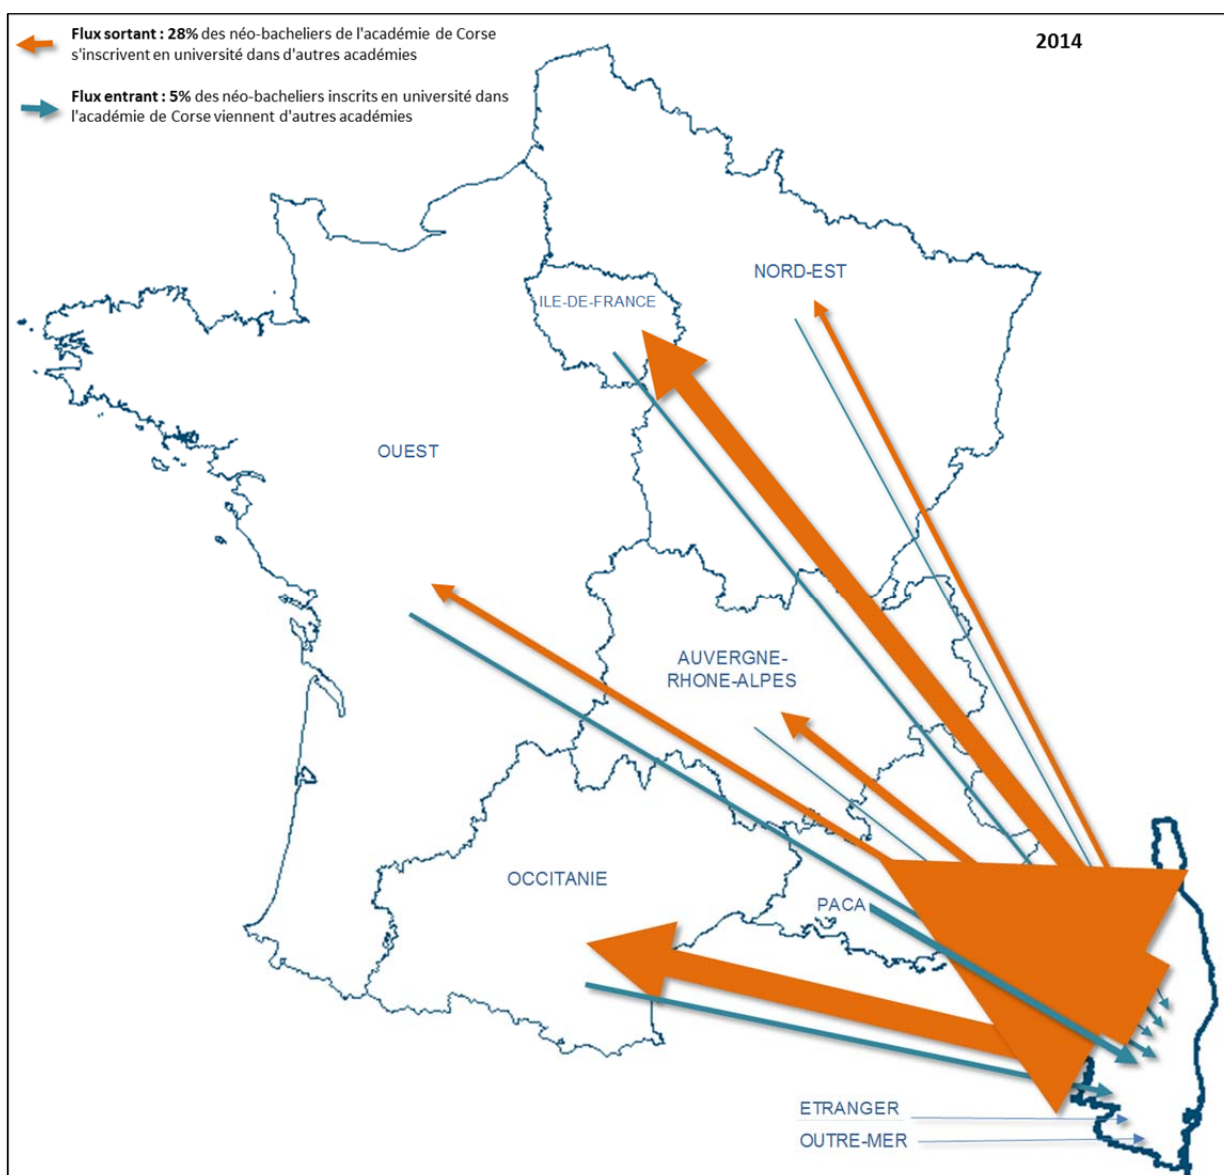 Flux sortant : 28% des néo-bacheliers de l'académie de Corse
s'inscrivent en université dans d'autres académies
2014
Flux entrant : 5% des néo-bacheliers inscrits en université dans
l'académie de Corse viennent d'autres académies
NORD-EST
ILE-DE-FRANCE
OUEST
AUVERGNE-
RHONE-ALPES
OCCITANIE
PACA
ETRANGER
OUTRE-MER